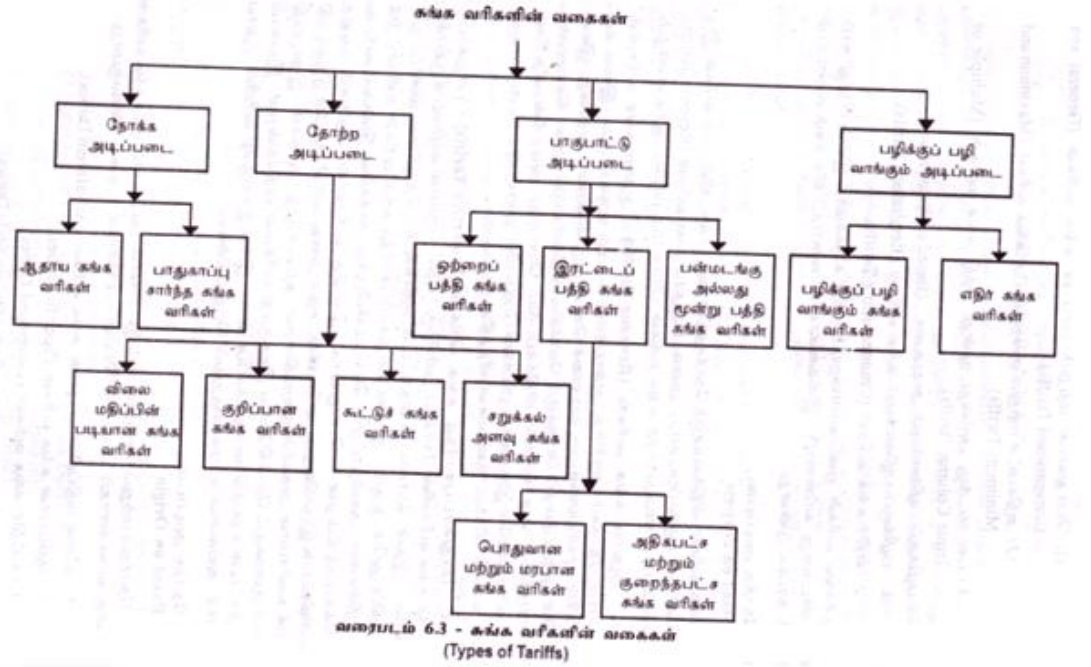 சுங்க வரிகளின் வகைகள்
நோக்க
அடிப்படை
தோற்ற
அடிப்படை
பாகுபாட்டு
அடிப்படை
பழிக்குப் பழி
வாங்கும் அடிப்படை
ஆதாய சுங்க
வரிகள்
பாதுகாப்பு
சார்ந்த சுங்க
வரிகள்
ஒற்றைப்
பத்தி சுங்க
வரிகள்
இரட்டைப்
பத்தி சுங்க
வரிகள்
பன்மடங்கு
அல்லது
மூன்று பத்தி
சுங்க வரிகள்
பழிக்குப் பழி
வாங்கும் சுங்க
வரிகள்
எதிர் சுங்க
வரிகள்
விலை
மதிப்பின்
படியான சுங்க
வரிகள்
குறிப்பான
சுங்க வரிகள்
கூட்டுச் சுங்க
வரிகள்
சறுக்கல்
அளவு சுங்க
வரிகள்
பொதுவான
மற்றும் மரபான
சுங்க வரிகள்
அதிகபட்ச
மற்றும்
குறைந்தபட்ச
சுங்க வரிகள்
வரைபடம் 6.3 - சுங்க வரிகளின் வகைகள்
(Types of Tariffs)